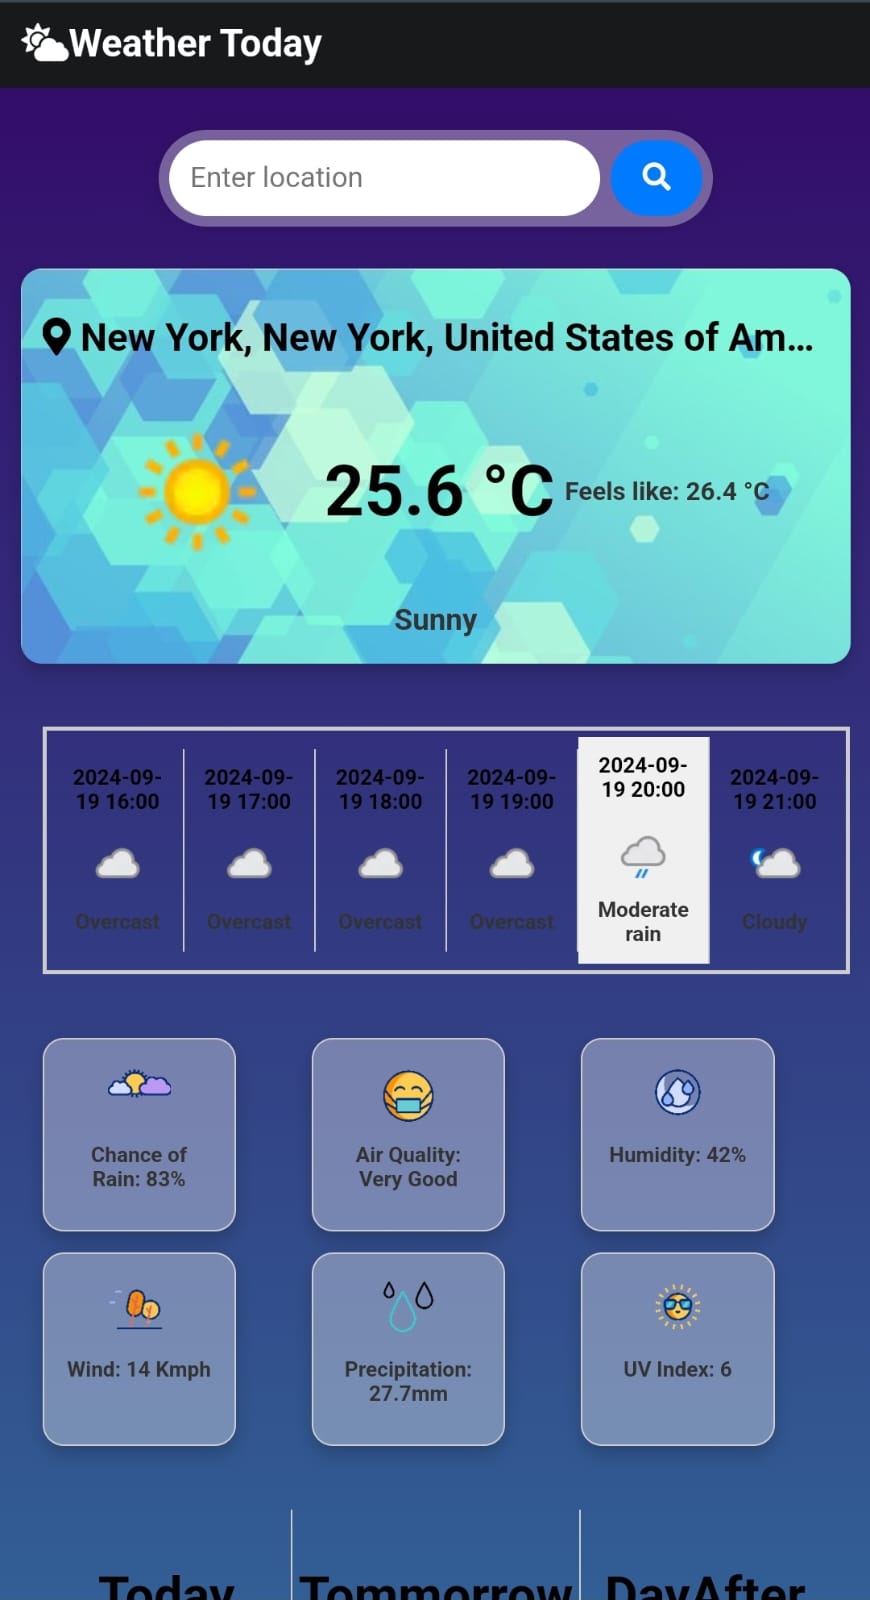 Weather Today
Enter location
New York, New York, United States of Am...
25.6 °C Feels like: 26.4 °C
Sunny
2024-09-
19 16:00
Overcast
2024-09-
19 17:00
Overcast
2024-09-
19 18:00
Overcast
2024-09-
19 19:00
Overcast
2024-09-
19 20:00
Moderate
rain
2024-09-
19 21:00
Cloudy
Chance of
Rain: 83%
Air Quality:
Very Good
Humidity: 42%
Wind: 14 Kmph
Precipitation:
27.7mm
UV Index: 6
Today
Tommorrow
DayAfter